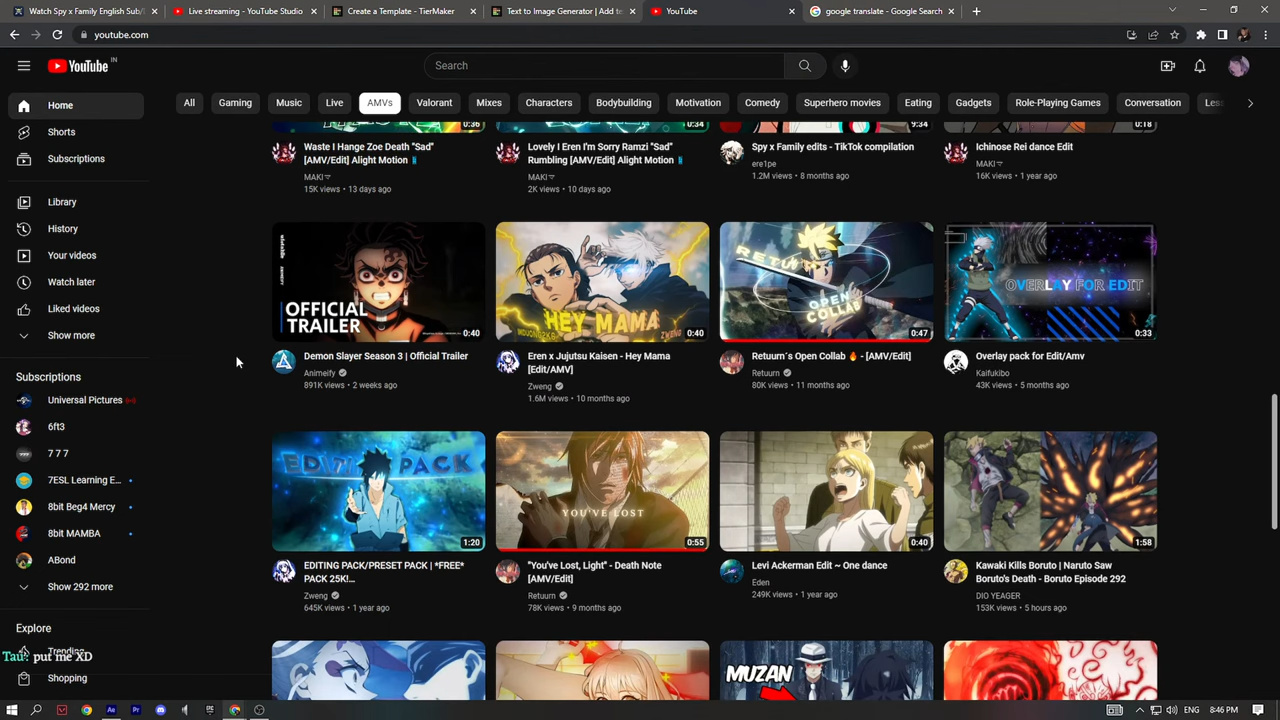 Watch Spy x Family English Sub/D
Live streaming - YouTube Studio
Create a Template - TierMaker
Text to Image Generator | Add te
YouTube
google translate - Google Search
youtube.com
YouTube IN
Search
Home
Shorts
Subscriptions
Library
History
Your videos
Watch later
Liked videos
Show more
Subscriptions
Universal Pictures
6ft3
7 7 7
7ESL Learning E...
8bit Beg4 Mercy
8bit MAMBA
ABond
Show 292 more
Explore
Trending
Taur: put me XD
All
Gaming
Music
Live
AMVs
Valorant
Mixes
Characters
Bodybuilding
Motivation
Comedy
Superhero movies
Eating
Gadgets
Role-Playing Games
Conversation
0:36
0:34
9:34
0:18
Waste I Hange Zoe Death "Sad"
[AMV/Edit] Alight Motion
MAKI
15K views • 13 days ago
Lovely I Eren I'm Sorry Ramzi "Sad"
Rumbling [AMV/Edit] Alight Motion
MAKI
2K views • 10 days ago
Spy x Family edits - TikTok compilation
ere1pe
1.2M views • 8 months ago
Ichinose Rei dance Edit
MAKI
16K views • 1 year ago
OFFICIAL
TRAILER
0:40
HEY MAMA
ZWENG
0:40
RETUURN
OPEN
COLLAB
0:47
OVERLAY FOR EDIT
0:33
Demon Slayer Season 3 | Official Trailer
Animeify
891K views • 2 weeks ago
Eren x Jujutsu Kaisen - Hey Mama
[Edit/AMV]
Zweng
1.6M views • 10 months ago
Retuurn´s Open Collab 🔥 - [AMV/Edit]
Retuurn
80K views • 11 months ago
Overlay pack for Edit/Amv
Kaifukibo
43K views • 5 months ago
EDITING PACK
1:20
YOU'VE LOST
0:55
0:40
1:58
EDITING PACK/PRESET PACK | *FREE*
PACK 25K!...
Zweng
645K views • 1 year ago
"You've Lost, Light" - Death Note
[AMV/Edit]
Retuurn
78K views • 9 months ago
Levi Ackerman Edit ~ One dance
Eden
249K views • 1 year ago
Kawaki Kills Boruto | Naruto Saw
Boruto's Death - Boruto Episode 292
DIO YEAGER
153K views • 5 hours ago
MUZAN
ENG
8:46 PM